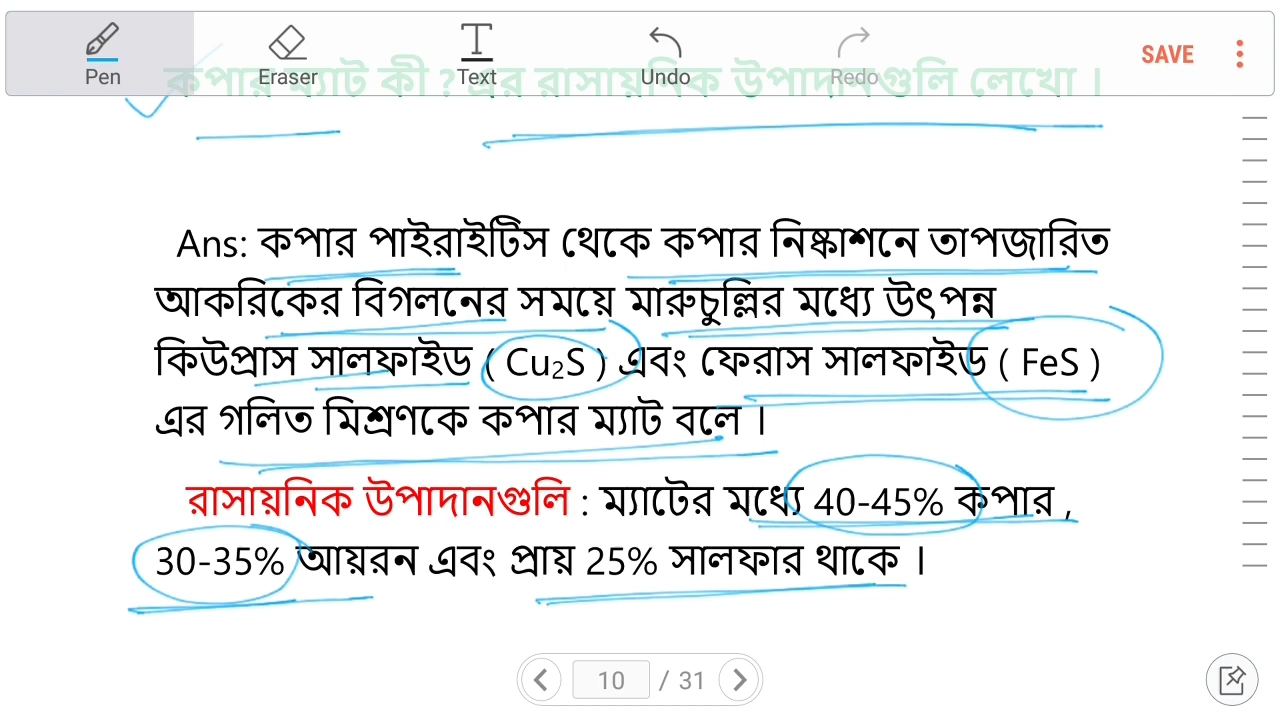 Pen
Eraser
Text
Undo
Redo
SAVE
কপার ম্যাট কী ? এর রাসায়নিক উপাদানগুলি লেখো ।
Ans: কপার পাইরাইটিস থেকে কপার নিষ্কাশনে তাপজারিত
আকরিকের বিগলনের সময়ে মারুচুল্লির মধ্যে উৎপন্ন
কিউপ্রাস সালফাইড ( Cu₂S ) এবং ফেরাস সালফাইড ( FeS )
এর গলিত মিশ্রণকে কপার ম্যাট বলে ।
রাসায়নিক উপাদানগুলি : ম্যাটের মধ্যে 40-45% কপার ,
30-35% আয়রন এবং প্রায় 25% সালফার থাকে ।
10 / 31